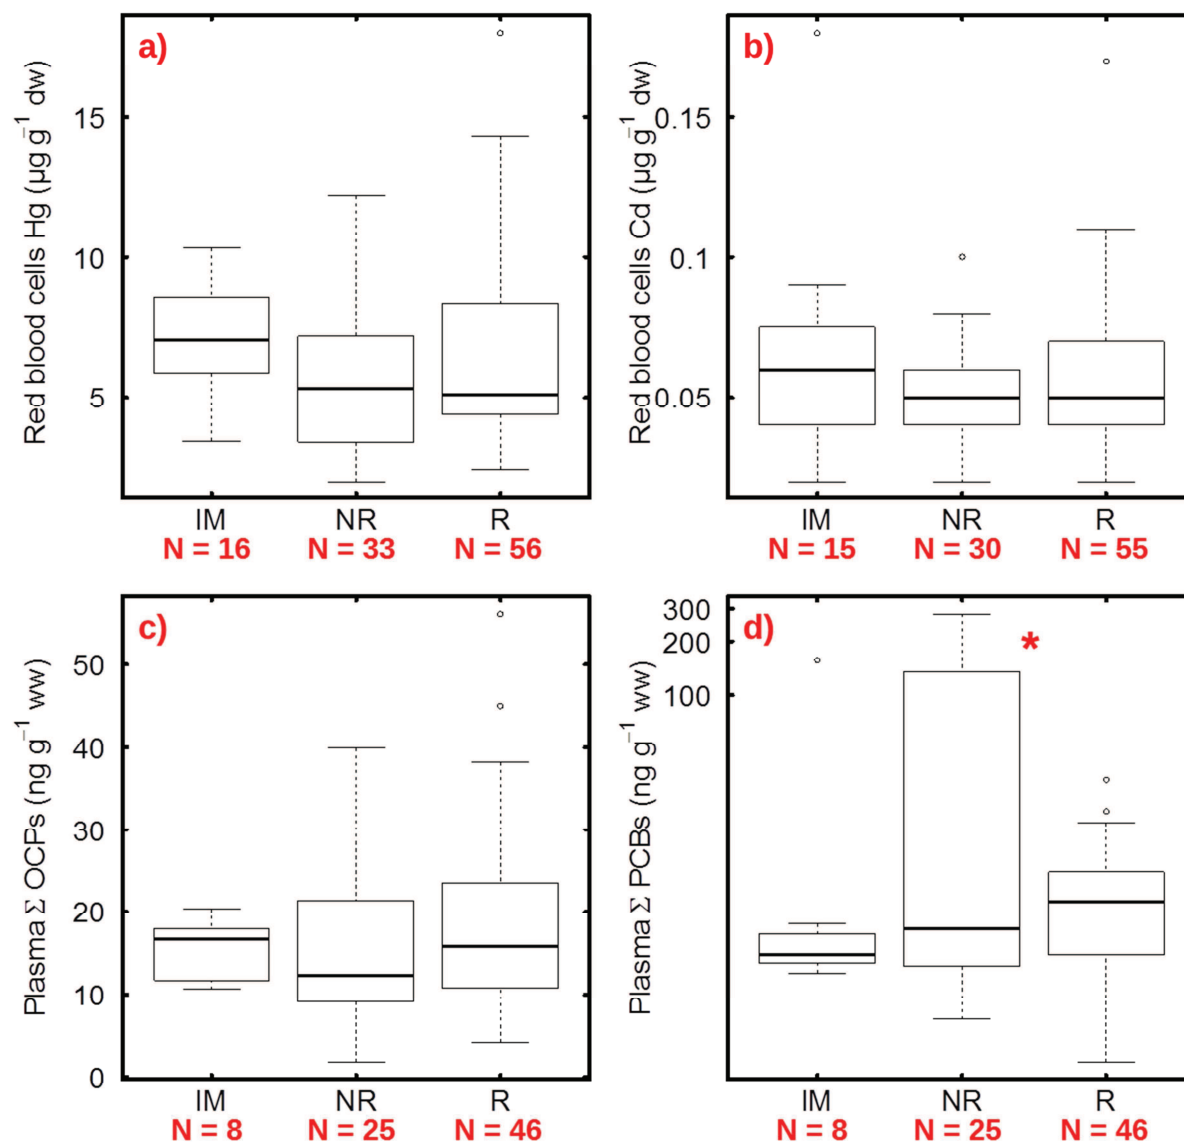 a)
Red blood cells Hg (µg g⁻¹ dw)
15
10
5
IM NR R
N = 16 N = 33 N = 56
b)
Red blood cells Cd (µg g⁻¹ dw)
0.15
0.1
0.05
IM NR R
N = 15 N = 30 N = 55
c)
Plasma Σ OCPs (ng g⁻¹ ww)
50
40
30
20
10
0
IM NR R
N = 8 N = 25 N = 46
d)
*
Plasma Σ PCBs (ng g⁻¹ ww)
300
200
100
IM NR R
N = 8 N = 25 N = 46